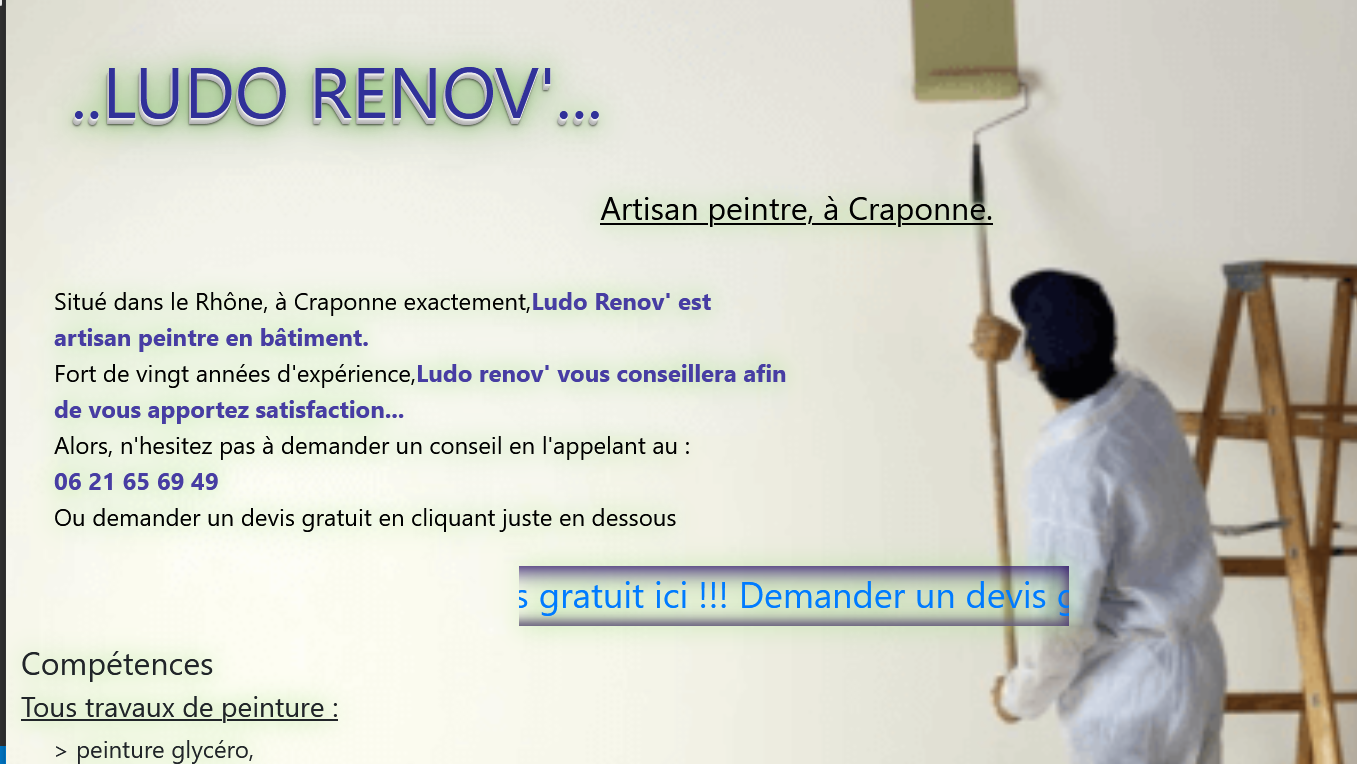 ..LUDO RENOV'...
Artisan peintre, à Craponne.
Situé dans le Rhône, à Craponne exactement,Ludo Renov' est
artisan peintre en bâtiment.
Fort de vingt années d'expérience,Ludo renov' vous conseillera afin
de vous apportez satisfaction...
Alors, n'hesitez pas à demander un conseil en l'appelant au :
06 21 65 69 49
Ou demander un devis gratuit en cliquant juste en dessous
s gratuit ici !!! Demander un devis g
Compétences
Tous travaux de peinture :
> peinture glycéro,